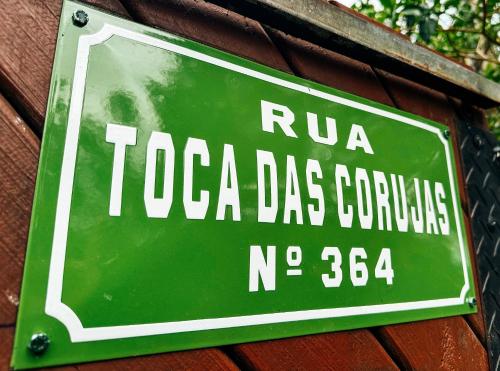 RUA
TOCA DAS CORUJAS
Nº 364